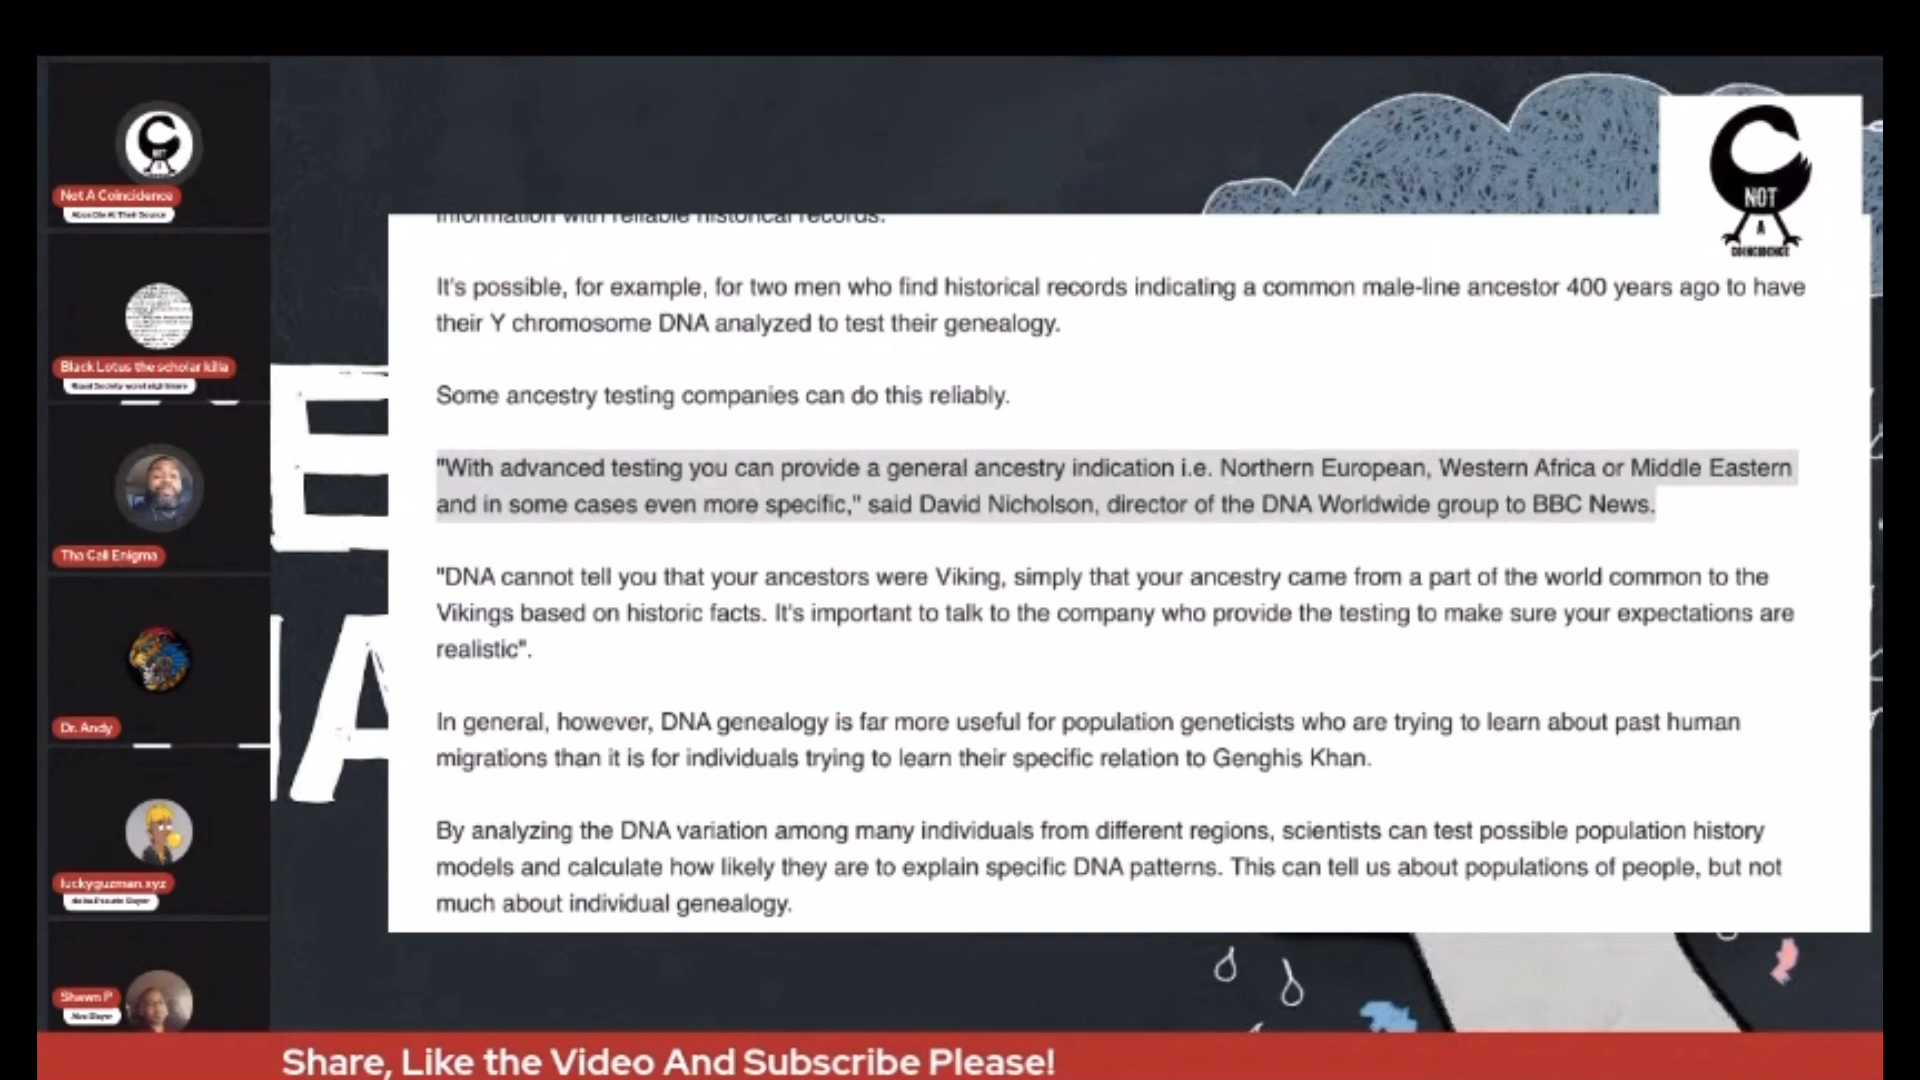 Not A Coincidence
Black Lotus the scholar killa
Tha Cali Enigma
Dr. Andy
luckyguzman.xyz
Shawn P
NOT
A
COINCIDENCE
information with reliable historical records.
It's possible, for example, for two men who find historical records indicating a common male-line ancestor 400 years ago to have
their Y chromosome DNA analyzed to test their genealogy.
Some ancestry testing companies can do this reliably.
"With advanced testing you can provide a general ancestry indication i.e. Northern European, Western Africa or Middle Eastern
and in some cases even more specific," said David Nicholson, director of the DNA Worldwide group to BBC News.
"DNA cannot tell you that your ancestors were Viking, simply that your ancestry came from a part of the world common to the
Vikings based on historic facts. It's important to talk to the company who provide the testing to make sure your expectations are
realistic".
In general, however, DNA genealogy is far more useful for population geneticists who are trying to learn about past human
migrations than it is for individuals trying to learn their specific relation to Genghis Khan.
By analyzing the DNA variation among many individuals from different regions, scientists can test possible population history
models and calculate how likely they are to explain specific DNA patterns. This can tell us about populations of people, but not
much about individual genealogy.
Share, Like the Video And Subscribe Please!